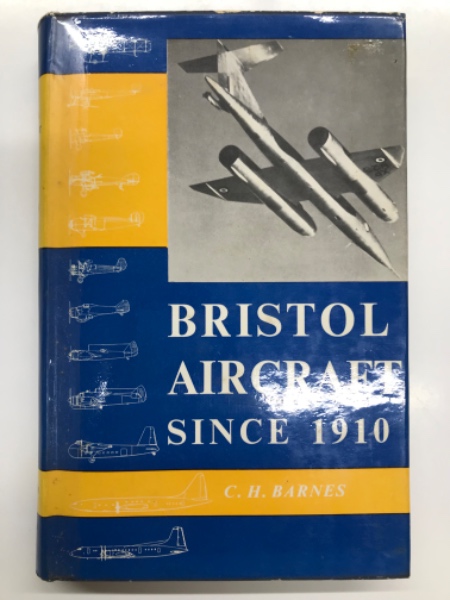 BRISTOL
AIRCRAFT
SINCE 1910
C. H. BARNES